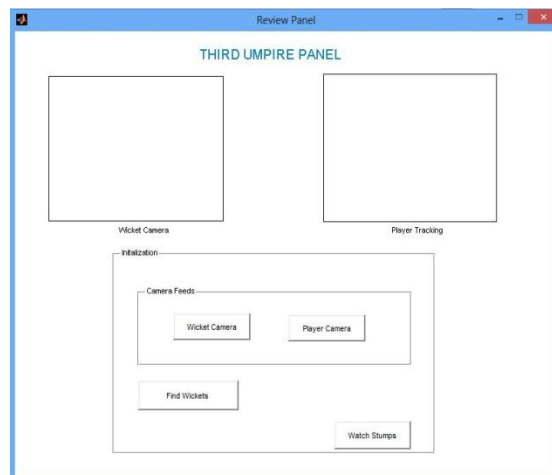 Review Panel
THIRD UMPIRE PANEL
Wicket Camera
Player Tracking
Initalization
Camera Feeds
Wicket Camera
Player Camera
Find Wickets
Watch Stumps